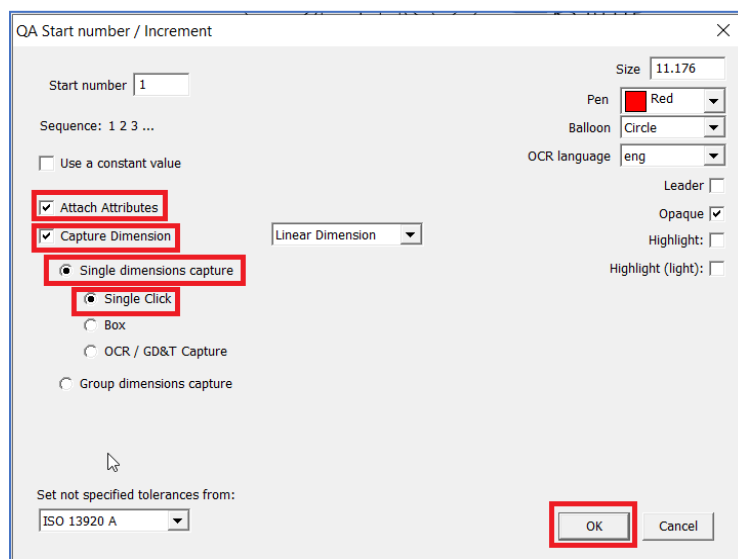 QA Start number / Increment
Start number 1
Size 11.176
Pen Red
Sequence: 1 2 3 ...
Balloon Circle
Use a constant value
OCR language eng
Leader
Attach Attributes
Opaque
Capture Dimension
Linear Dimension
Highlight:
Single dimensions capture
Highlight (light):
Single Click
Box
OCR / GD&T Capture
Group dimensions capture
Set not specified tolerances from:
ISO 13920 A
OK
Cancel